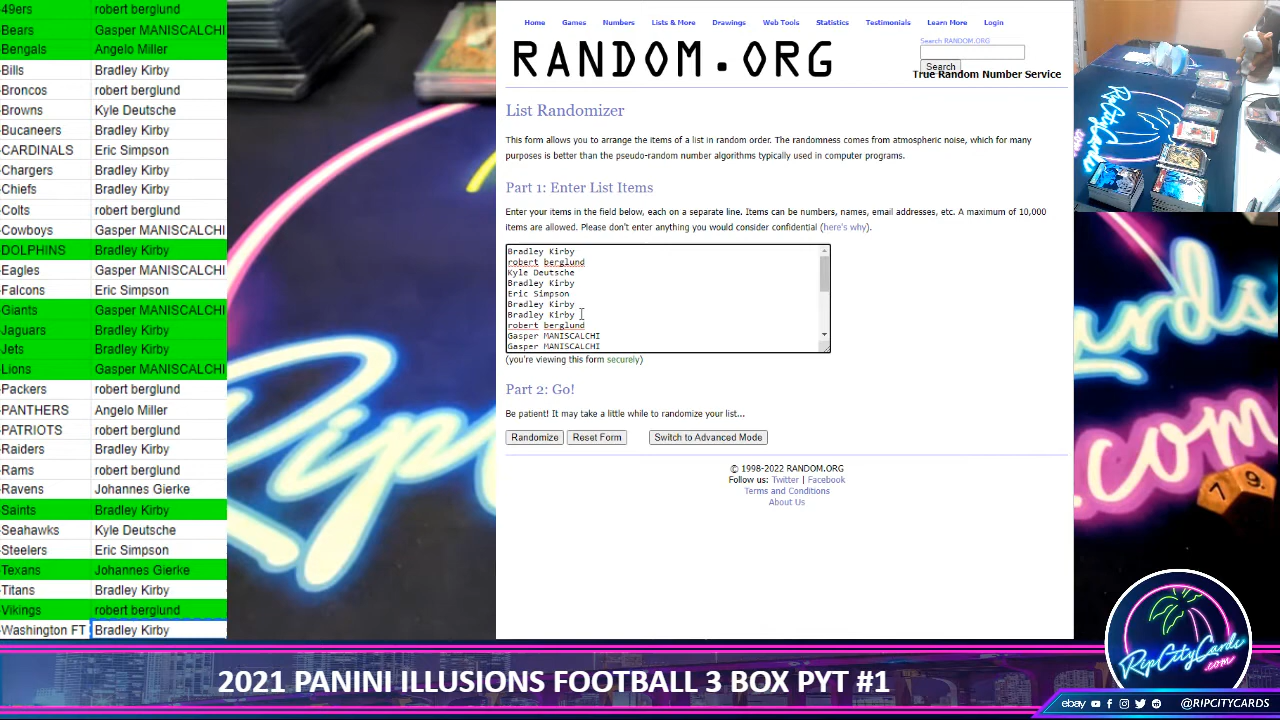 49ers robert berglund
Bears Gasper MANISCALCHI
Bengals Angelo Miller
-Bills Bradley Kirby
-Broncos robert berglund
-Browns Kyle Deutsche
-Bucaneers Bradley Kirby
-CARDINALS Eric Simpson
-Chargers Bradley Kirby
-Chiefs Bradley Kirby
-Colts robert berglund
-Cowboys Gasper MANISCALCHI
-DOLPHINS Bradley Kirby
-Eagles Gasper MANISCALCHI
-Falcons Eric Simpson
-Giants Gasper MANISCALCHI
-Jaguars Bradley Kirby
-Jets Bradley Kirby
-Lions Gasper MANISCALCHI
-Packers robert berglund
-PANTHERS Angelo Miller
-PATRIOTS robert berglund
-Raiders Bradley Kirby
-Rams robert berglund
-Ravens Johannes Gierke
-Saints Bradley Kirby
-Seahawks Kyle Deutsche
-Steelers Eric Simpson
-Texans Johannes Gierke
-Titans Bradley Kirby
-Vikings robert berglund
-Washington FT Bradley Kirby
Home Games Numbers Lists & More Drawings Web Tools Statistics Testimonials Learn More Login
RANDOM.ORG
Search RANDOM.ORG
Search
True Random Number Service
List Randomizer
This form allows you to arrange the items of a list in random order. The randomness comes from atmospheric noise, which for many
purposes is better than the pseudo-random number algorithms typically used in computer programs.
Part 1: Enter List Items
Enter your items in the field below, each on a separate line. Items can be numbers, names, email addresses, etc. A maximum of 10,000
items are allowed. Please don't enter anything you would consider confidential (here's why).
Bradley Kirby
robert berglund
Kyle Deutsche
Bradley Kirby
Eric Simpson
Bradley Kirby
Bradley Kirby
robert berglund
Gasper MANISCALCHI
Gasper MANISCALCHI
(you're viewing this form securely)
Part 2: Go!
Be patient! It may take a little while to randomize your list...
Randomize Reset Form Switch to Advanced Mode
© 1998-2022 RANDOM.ORG
Follow us: Twitter | Facebook
Terms and Conditions
About Us
.com
19
RipCityCards
.com
2021 PANINI ILLUSIONS FOOTBALL 3 BOX PYT #1
ebay @RIPCITYCARDS